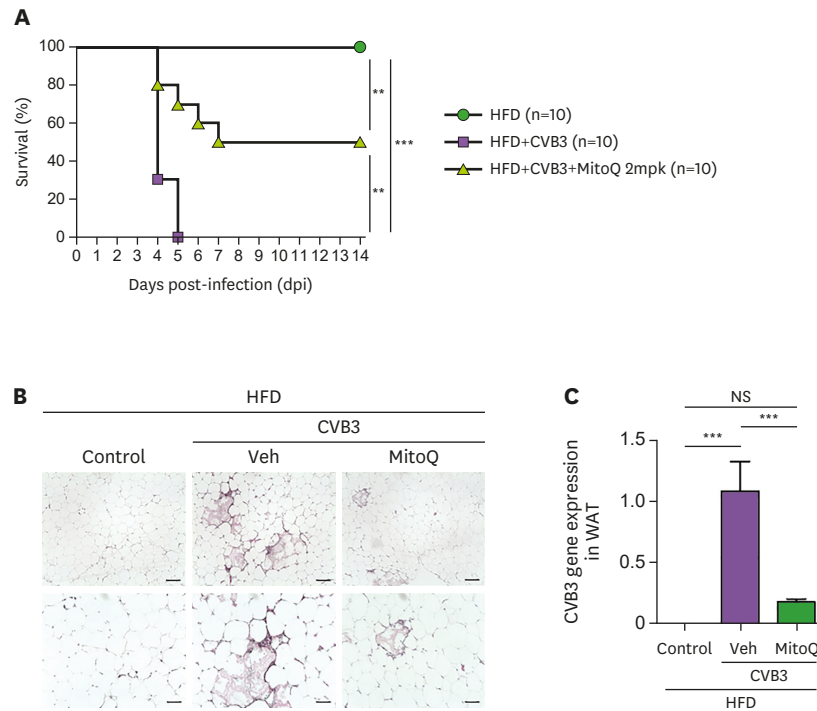 A
Survival (%)
100
80
60
40
20
0
0 1 2 3 4 5 6 7 8 9 10 11 12 13 14
Days post-infection (dpi)
**
***
**
HFD (n=10)
HFD+CVB3 (n=10)
HFD+CVB3+MitoQ 2mpk (n=10)
B
HFD
CVB3
Control Veh MitoQ
C
NS
***
***
CVB3 gene expression
in WAT
1.5
1.0
0.5
0
Control Veh MitoQ
CVB3
HFD